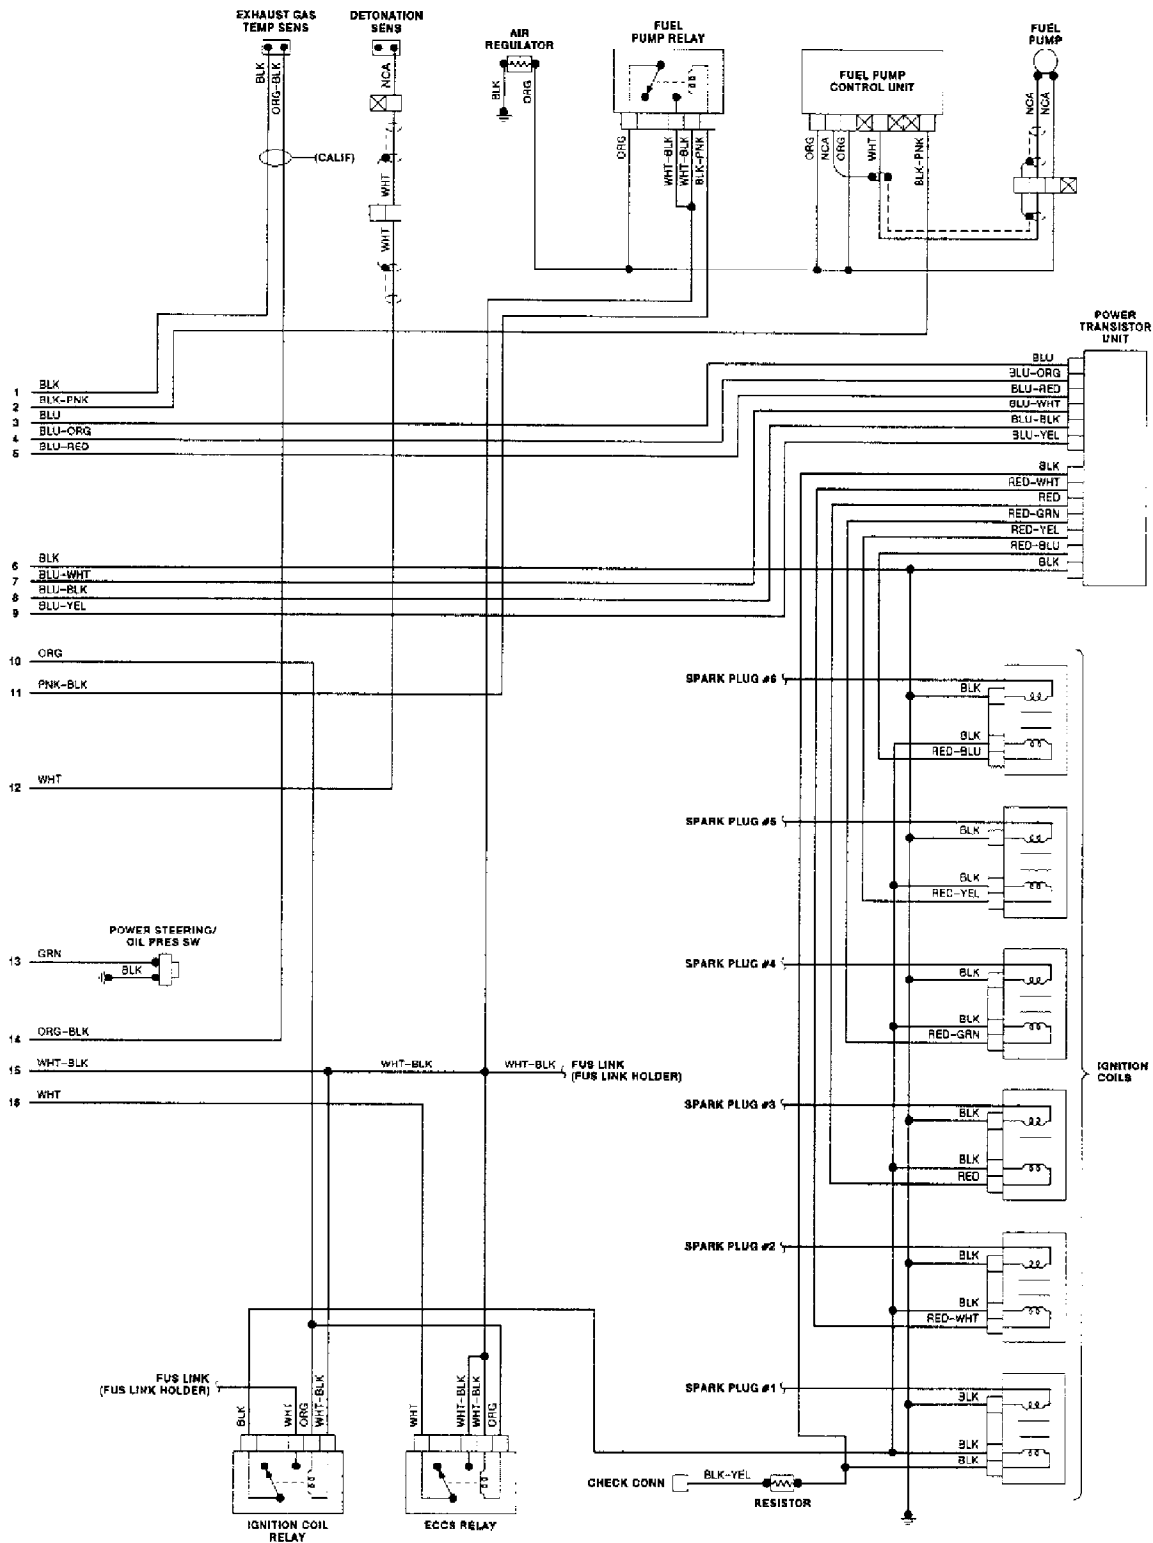 EXHAUST GAS
TEMP SENS
DETONATION
SENS
AIR
REGULATOR
FUEL
PUMP RELAY
FUEL PUMP
CONTROL UNIT
FUEL
PUMP
BLK
ORG-BLK
(CALIF)
NCA
WHT
WHT
BLK
ORG
ORG
WHT-BLK
WHT-BLK
BLK-PNK
ORG
NCA
ORG
WHT
BLK-PNK
NCA
NCA
POWER
TRANSISTOR
UNIT
1 BLK
2 BLK-PNK
3 BLU
4 BLU-ORG
5 BLU-RED
BLU
BLU-ORG
BLU-RED
BLU-WHT
BLU-BLK
BLU-YEL
BLK
RED-WHT
RED
RED-GRN
RED-YEL
RED-BLU
BLK
6 BLK
7 BLU-WHT
8 BLU-BLK
9 BLU-YEL
10 ORG
11 PNK-BLK
12 WHT
POWER STEERING/
OIL PRES SW
13 GRN
BLK
14 ORG-BLK
15 WHT-BLK
WHT-BLK
WHT-BLK
FUS LINK
(FUS LINK HOLDER)
16 WHT
SPARK PLUG #6
BLK
BLK
RED-BLU
SPARK PLUG #5
BLK
BLK
RED-YEL
SPARK PLUG #4
BLK
BLK
RED-GRN
IGNITION
COILS
SPARK PLUG #3
BLK
BLK
RED
SPARK PLUG #2
BLK
BLK
RED-WHT
SPARK PLUG #1
BLK
BLK
BLK
FUS LINK
(FUS LINK HOLDER)
BLK
WHT
ORG
WHT-BLK
WHT
WHT-BLK
WHT-BLK
ORG
IGNITION COIL
RELAY
ECCS RELAY
CHECK CONN
BLK-YEL
RESISTOR